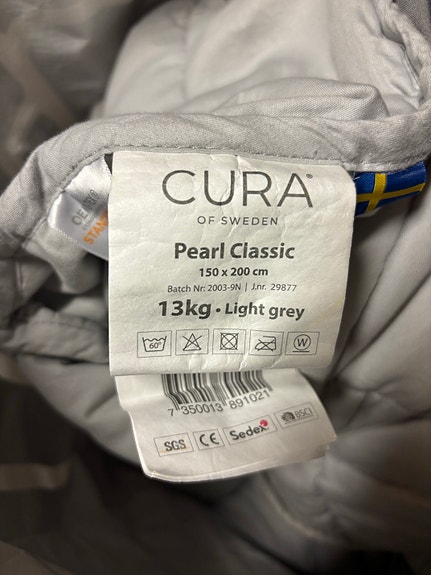 CURA®
OF SWEDEN
Pearl Classic
150 x 200 cm
Batch Nr: 2003-9N | J.nr. 29877
13kg • Light grey
60°
W
7 350013 891021
SGS CE Sedex BSCI